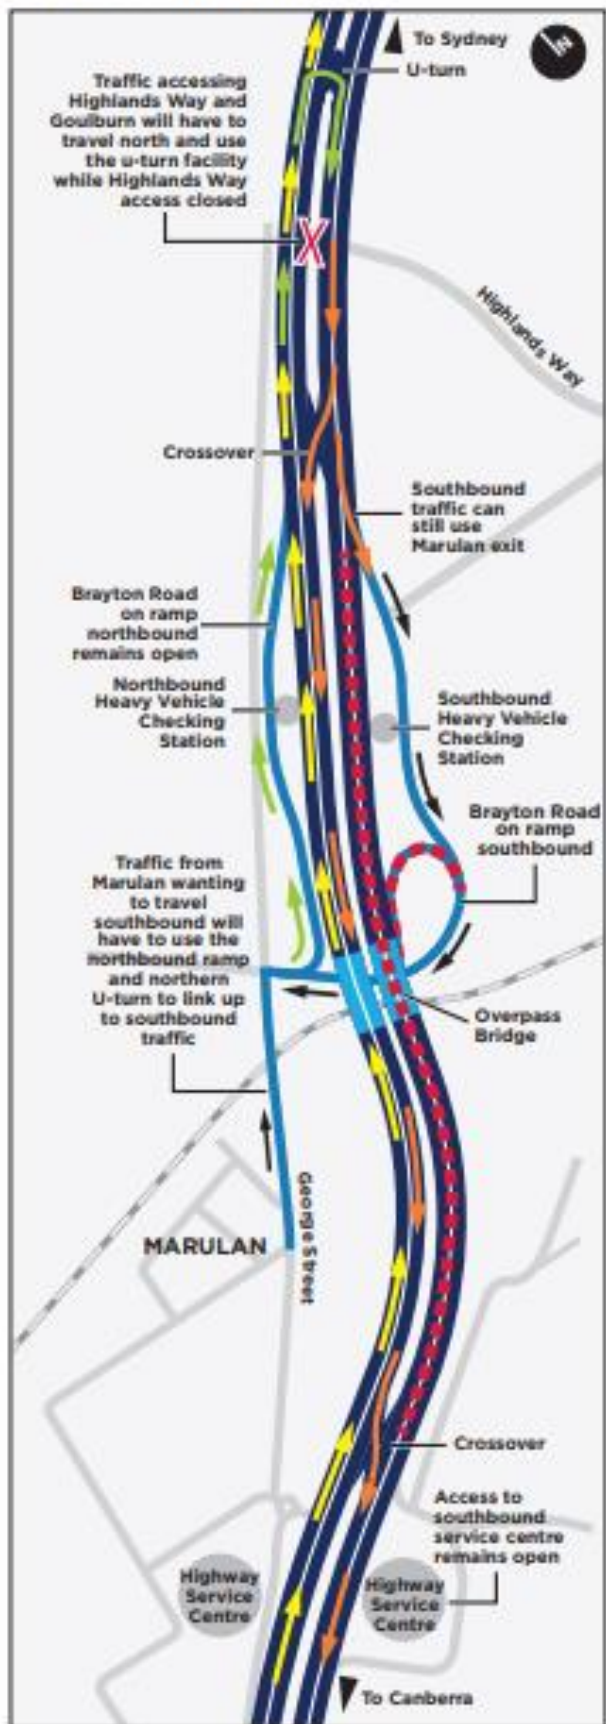 To Sydney
N
U-turn
Traffic accessing
Highlands Way and
Goulburn will have to
travel north and use
the u-turn facility
while Highlands Way
access closed
X
Highlands Way
Crossover
Southbound
traffic can
still use
Marulan exit
Brayton Road
on ramp
northbound
remains open
Northbound
Heavy Vehicle
Checking
Station
Southbound
Heavy Vehicle
Checking
Station
Brayton Road
on ramp
southbound
Traffic from
Marulan wanting
to travel
southbound will
have to use the
northbound ramp
and northern
U-turn to link up
to southbound
traffic
Overpass
Bridge
George Street
MARULAN
Crossover
Access to
southbound
service centre
remains open
Highway
Service
Centre
Highway
Service
Centre
To Canberra